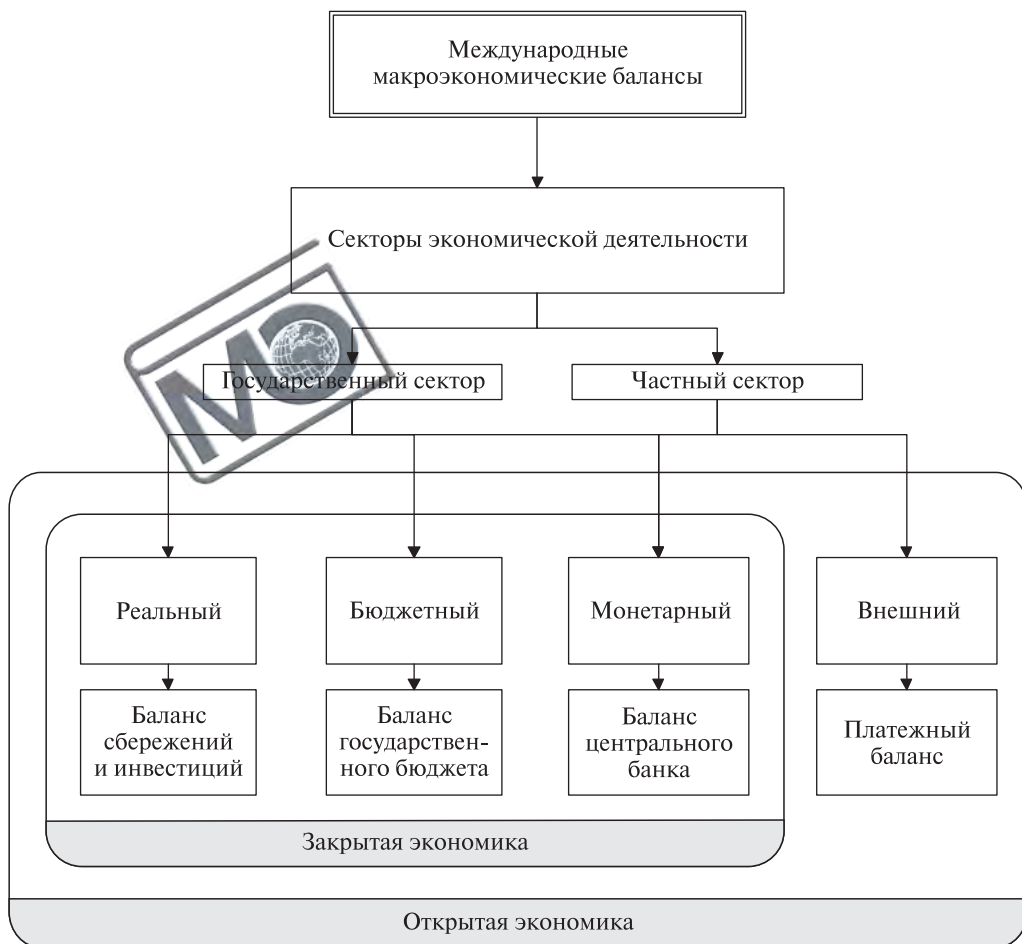 Международные
макроэкономические балансы
Секторы экономической деятельности
Государственный сектор
Частный сектор
Реальный
Бюджетный
Монетарный
Внешний
Баланс
сбережений
и инвестиций
Баланс
государствен-
ного бюджета
Баланс
центрального
банка
Платежный
баланс
Закрытая экономика
Открытая экономика
МО